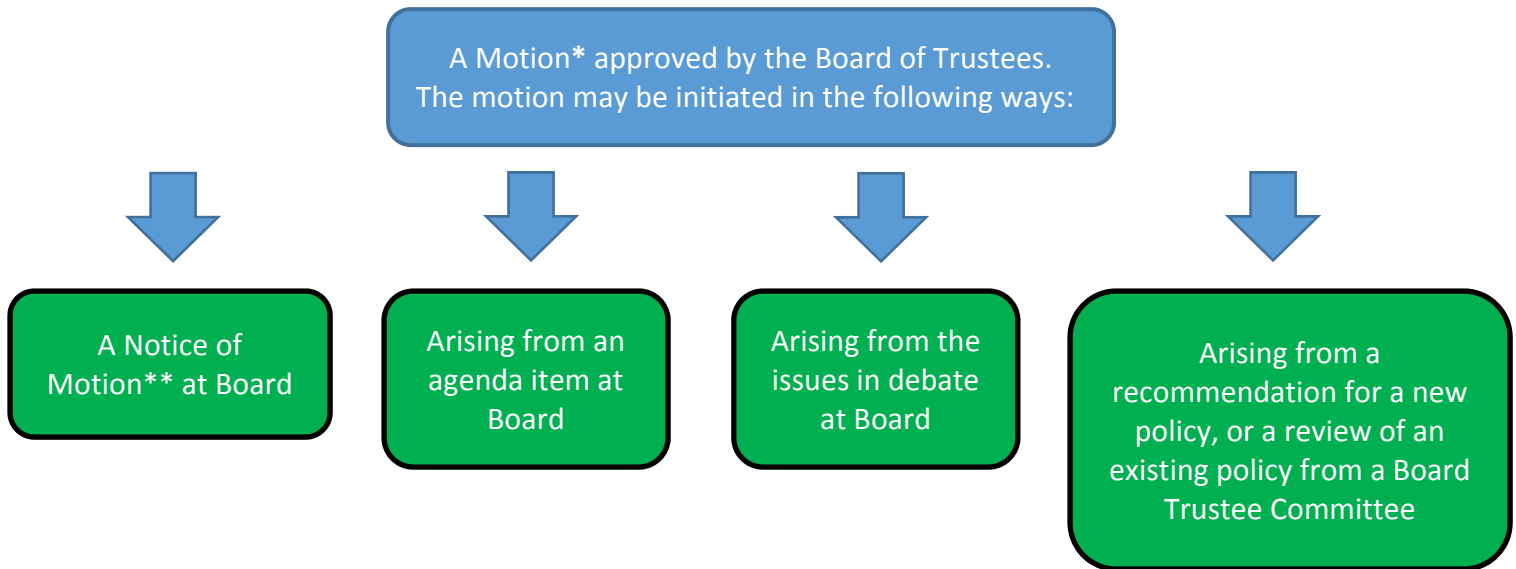 A Motion* approved by the Board of Trustees.
The motion may be initiated in the following ways:
A Notice of
Motion** at Board
Arising from an
agenda item at
Board
Arising from the
issues in debate
at Board
Arising from a
recommendation for a new
policy, or a review of an
existing policy from a Board
Trustee Committee